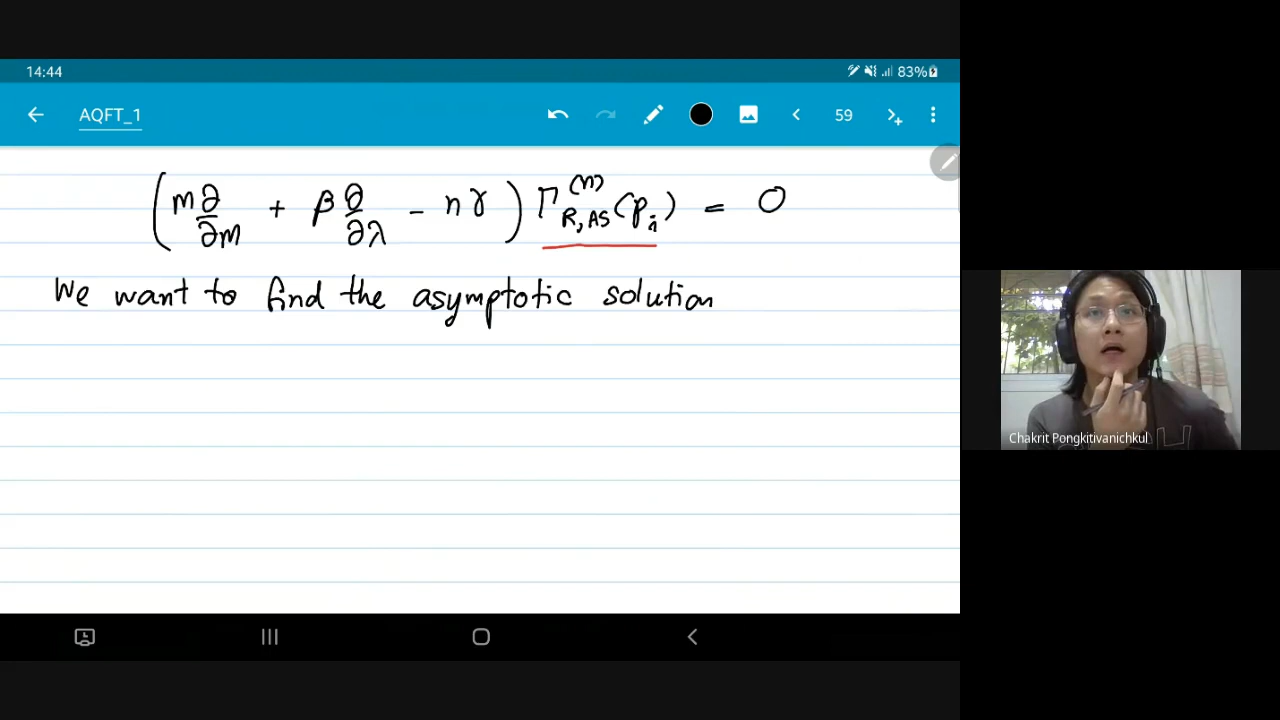 14:44
83%
AQFT_1
59
(m ∂/∂m + β ∂/∂λ - nγ) Γ^(n)_R,AS (p_i) = 0
We want to find the asymptotic solution
Chakrit Pongkitivanichkul